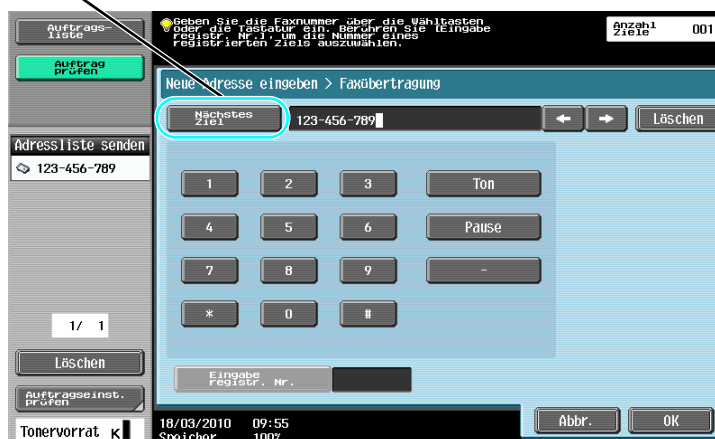 Auftrags-
liste
Auftrag
prüfen
Geben Sie die Faxnummer über die Wähltasten
oder die Tastatur ein. Berühren Sie [Eingabe
registr. Nr.], um die Nummer eines
registrierten Ziels auszuwählen.
Anzahl
Ziele 001
Neue Adresse eingeben > Faxübertragung
Nächstes
Ziel
123-456-789
Löschen
Adressliste senden
123-456-789
1 2 3 Ton
4 5 6 Pause
7 8 9 -
* 0 #
1/ 1
Löschen
Eingabe
registr. Nr.
Auftragseinst.
prüfen
Tonervorrat K
18/03/2010 09:55
Speicher 100%
Abbr. OK